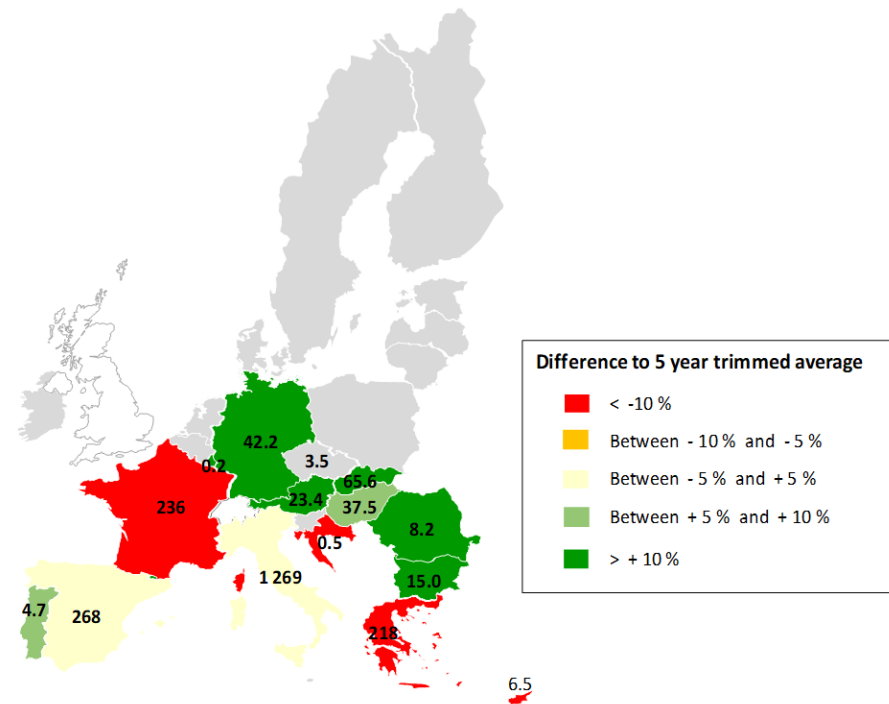 Difference to 5 year trimmed average
< -10 %
Between - 10 % and - 5 %
Between - 5 % and + 5 %
Between + 5 % and + 10 %
> + 10 %
42.2
0.2
3.5
65.6
236
23.4
37.5
8.2
0.5
1 269
15.0
4.7
268
218
6.5